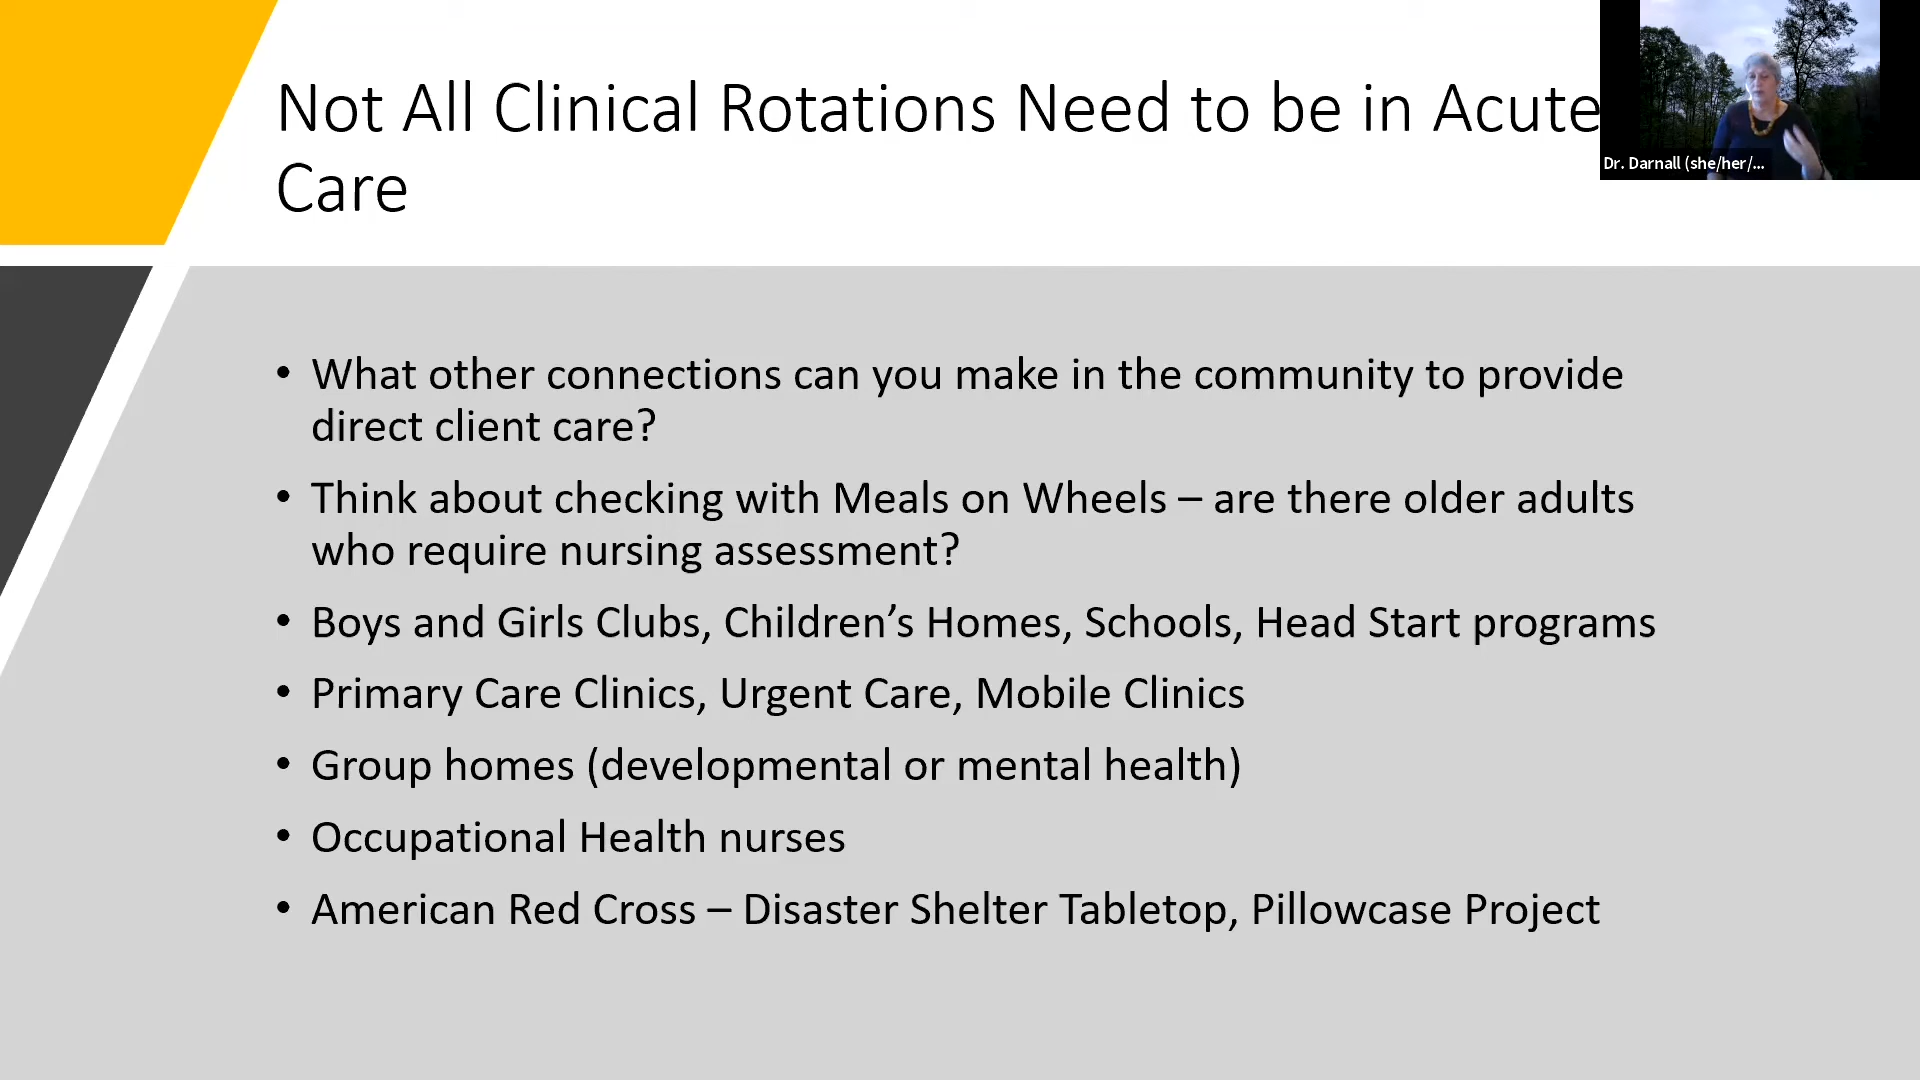 Not All Clinical Rotations Need to be in Acute
Care
Dr. Darnall (she/her/...
• What other connections can you make in the community to provide
direct client care?
• Think about checking with Meals on Wheels – are there older adults
who require nursing assessment?
• Boys and Girls Clubs, Children’s Homes, Schools, Head Start programs
• Primary Care Clinics, Urgent Care, Mobile Clinics
• Group homes (developmental or mental health)
• Occupational Health nurses
• American Red Cross – Disaster Shelter Tabletop, Pillowcase Project